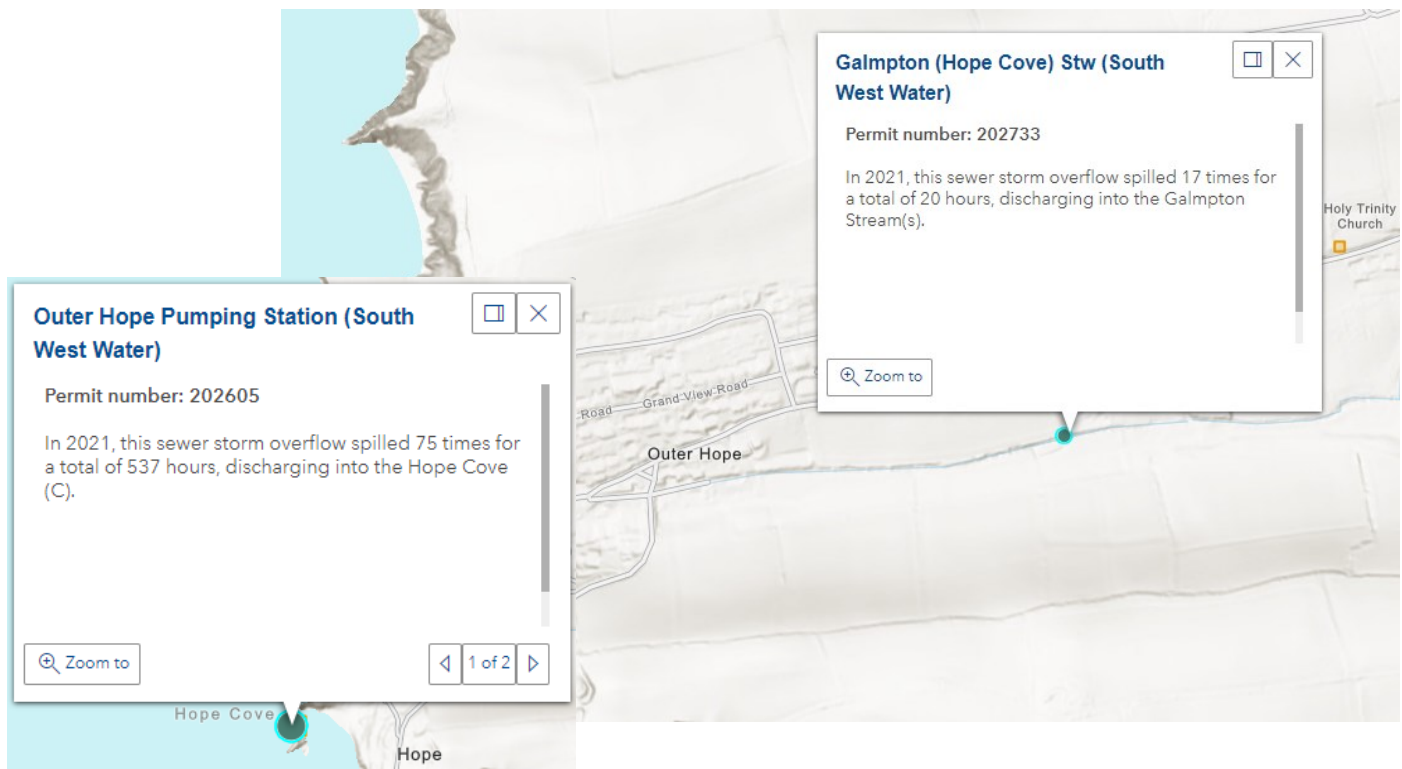 Galmpton (Hope Cove) Stw (South
West Water)
Permit number: 202733
In 2021, this sewer storm overflow spilled 17 times for
a total of 20 hours, discharging into the Galmpton
Stream(s).
Zoom to
Holy Trinity
Church
Outer Hope Pumping Station (South
West Water)
Permit number: 202605
In 2021, this sewer storm overflow spilled 75 times for
a total of 537 hours, discharging into the Hope Cove
(C).
Zoom to
1 of 2
Road
Grand View Road
Outer Hope
Hope Cove
Hope